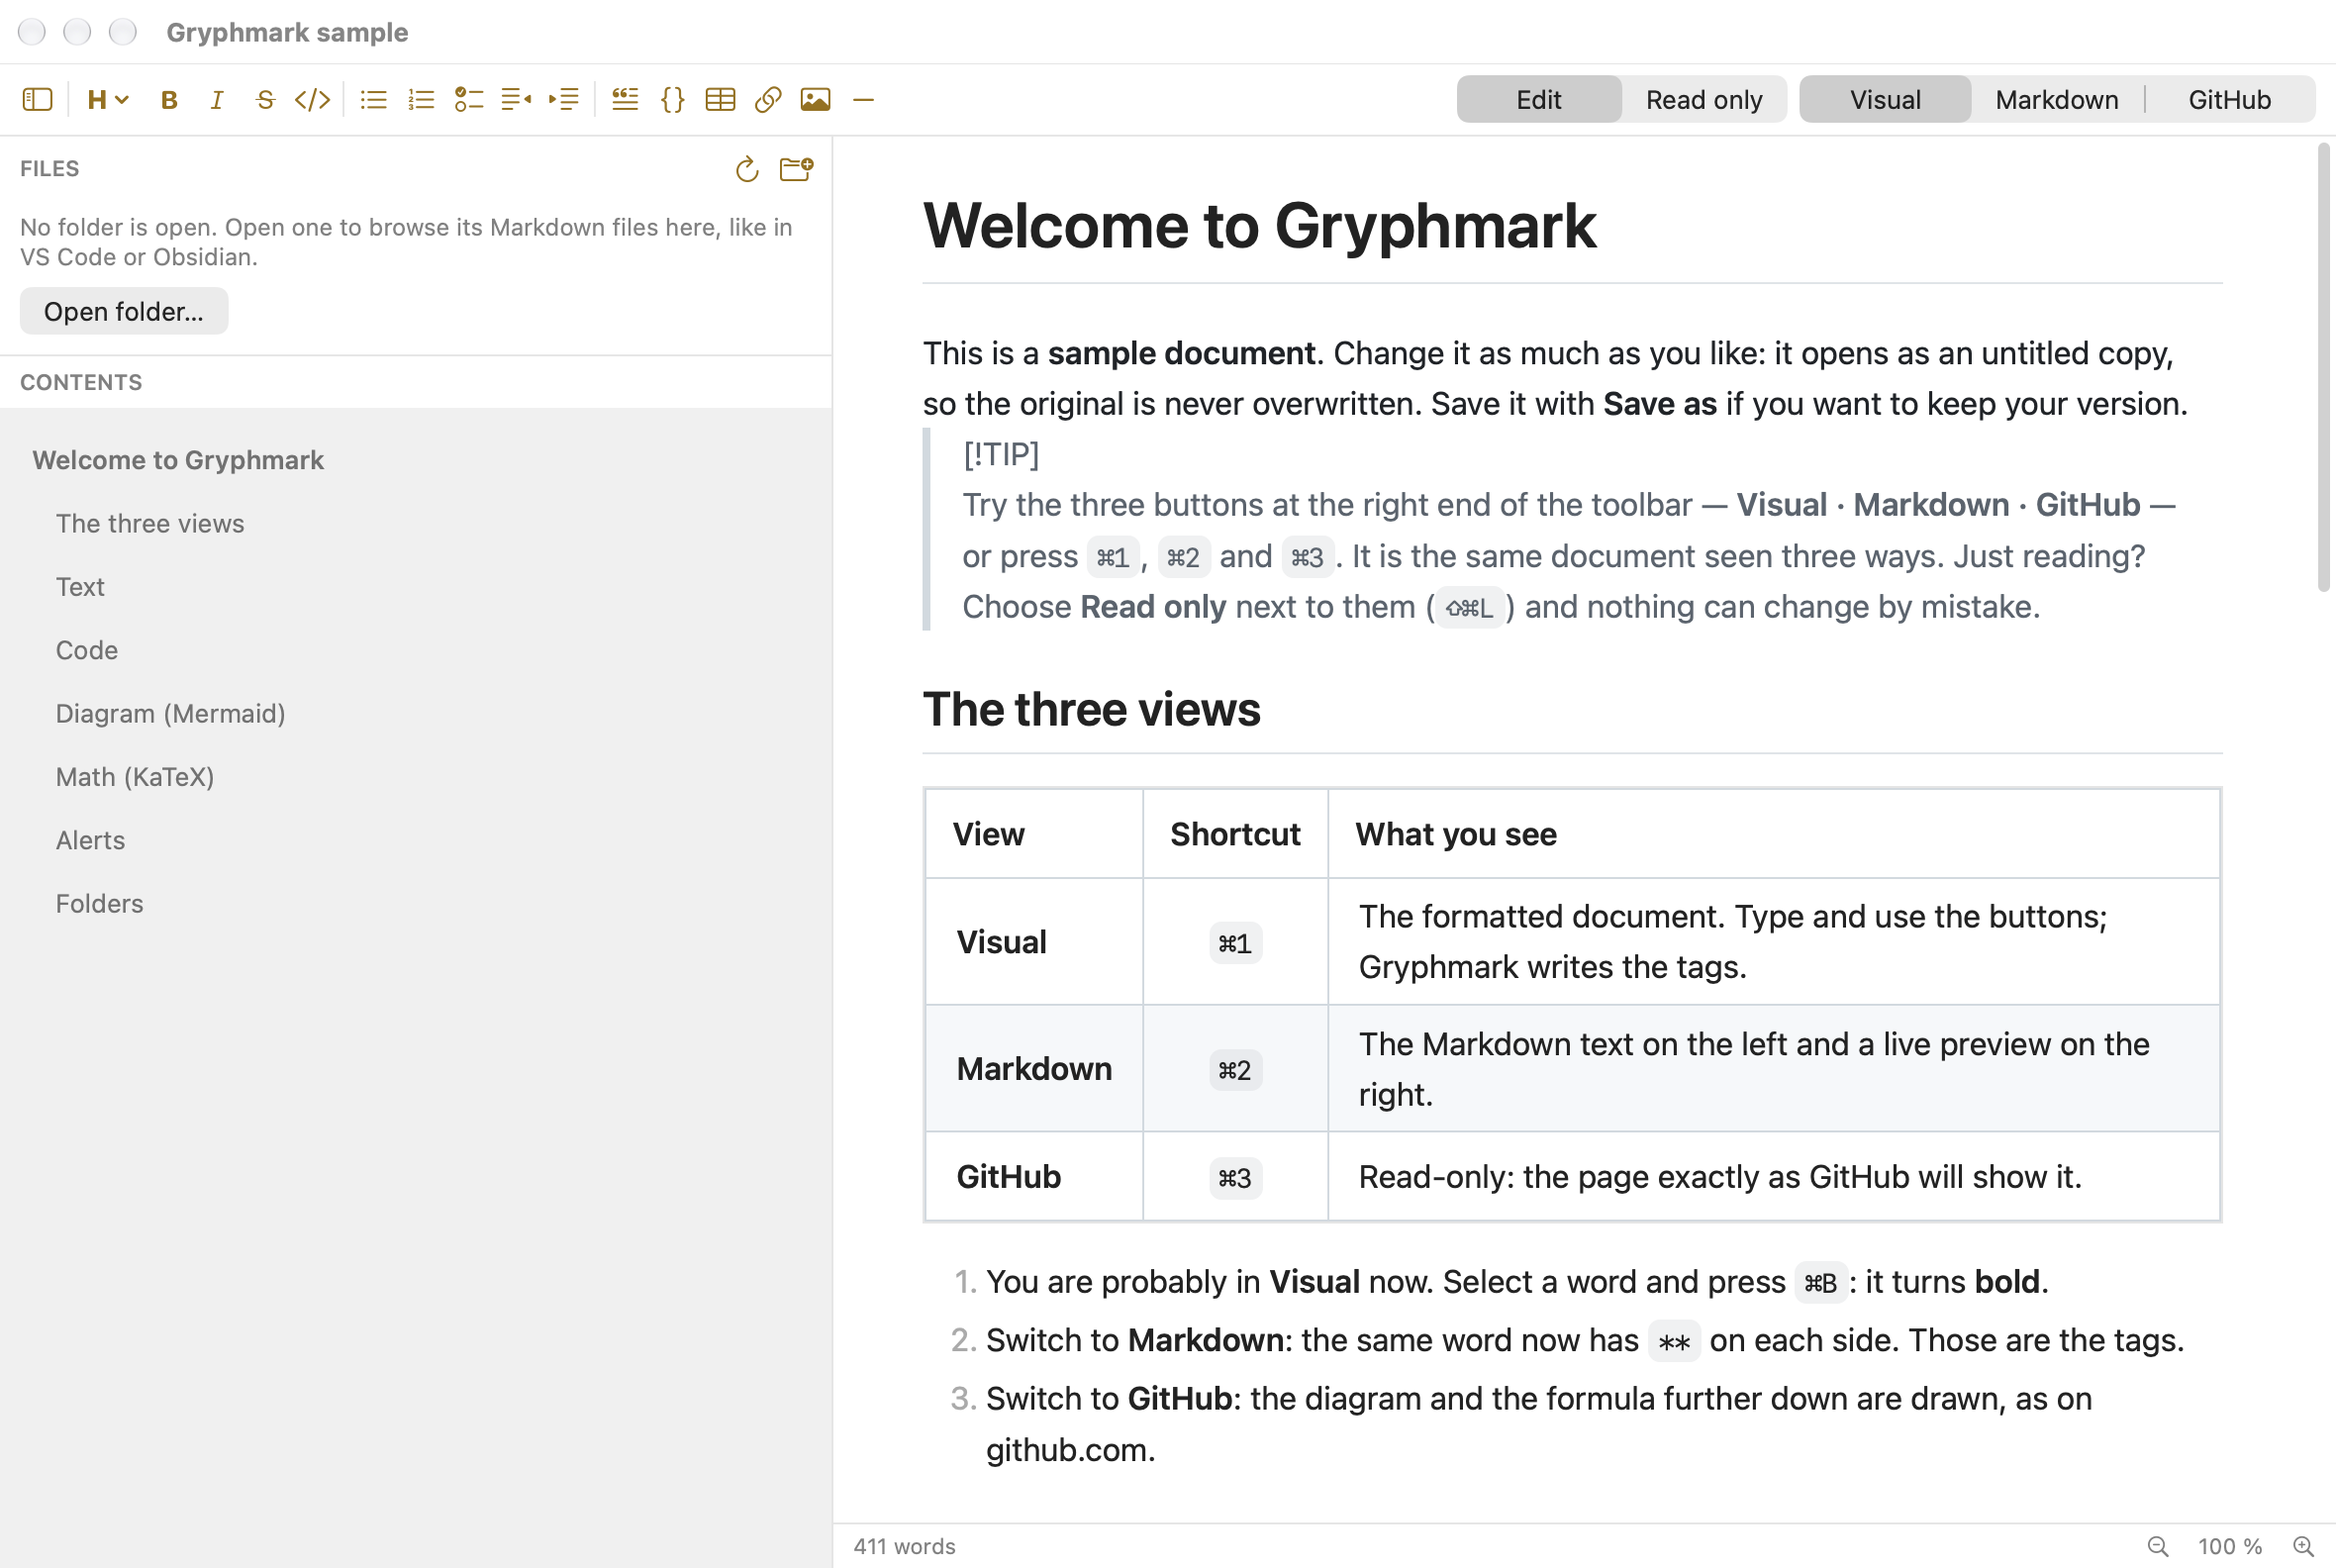 Gryphmark sample
H B I S </>
Edit Read only Visual Markdown GitHub
FILES
No folder is open. Open one to browse its Markdown files here, like in
VS Code or Obsidian.
Open folder...
CONTENTS
Welcome to Gryphmark
The three views
Text
Code
Diagram (Mermaid)
Math (KaTeX)
Alerts
Folders
Welcome to Gryphmark
This is a sample document. Change it as much as you like: it opens as an untitled copy,
so the original is never overwritten. Save it with Save as if you want to keep your version.
[!TIP]
Try the three buttons at the right end of the toolbar — Visual · Markdown · GitHub —
or press ⌘1, ⌘2 and ⌘3. It is the same document seen three ways. Just reading?
Choose Read only next to them (⇧⌘L) and nothing can change by mistake.
The three views
View Shortcut What you see
Visual ⌘1 The formatted document. Type and use the buttons;
Gryphmark writes the tags.
Markdown ⌘2 The Markdown text on the left and a live preview on the
right.
GitHub ⌘3 Read-only: the page exactly as GitHub will show it.
1. You are probably in Visual now. Select a word and press ⌘B: it turns bold.
2. Switch to Markdown: the same word now has ** on each side. Those are the tags.
3. Switch to GitHub: the diagram and the formula further down are drawn, as on
github.com.
411 words
100 %